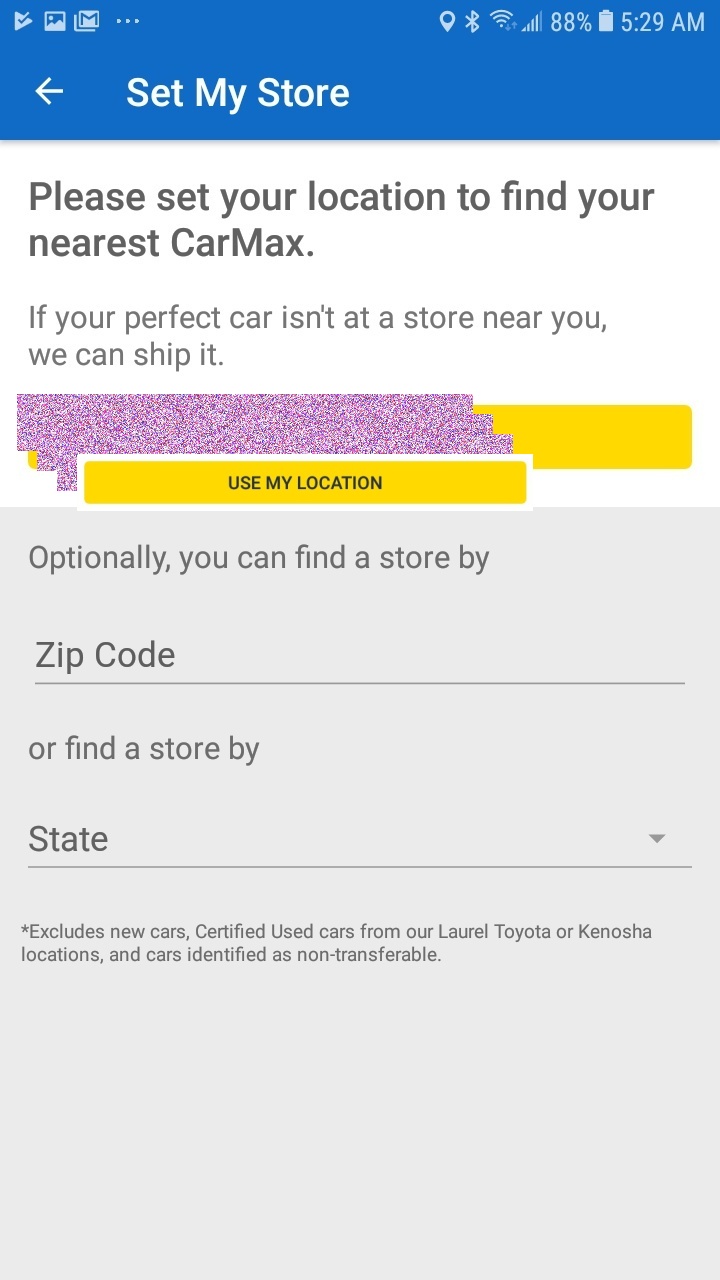 88% 5:29 AM
Set My Store
Please set your location to find your
nearest CarMax.
If your perfect car isn't at a store near you,
we can ship it.
USE MY LOCATION
Optionally, you can find a store by
Zip Code
or find a store by
State
*Excludes new cars, Certified Used cars from our Laurel Toyota or Kenosha
locations, and cars identified as non-transferable.